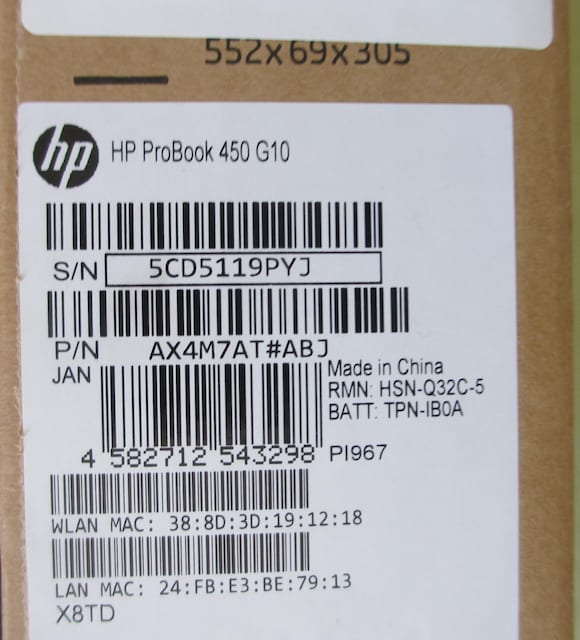 552x69x305
hp
HP ProBook 450 G10
S/N 5CD5119PYJ
P/N AX4M7AT#ABJ
JAN
Made in China
RMN: HSN-Q32C-5
BATT: TPN-IB0A
4 582712 543298 PI967
WLAN MAC: 38:8D:3D:19:12:18
LAN MAC: 24:FB:E3:BE:79:13
X8TD